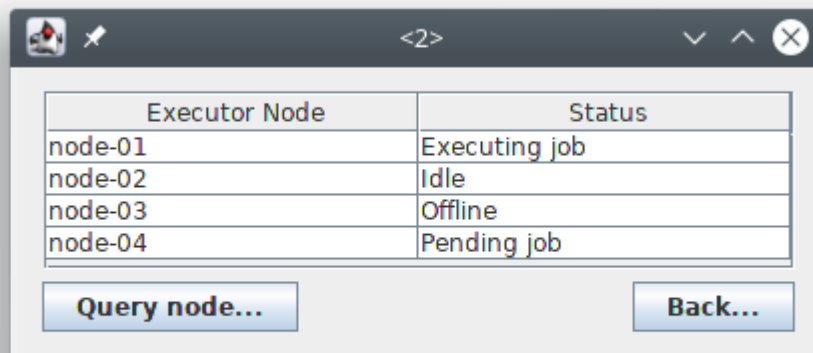 <2>
Executor Node Status
node-01 Executing job
node-02 Idle
node-03 Offline
node-04 Pending job
Query node... Back...